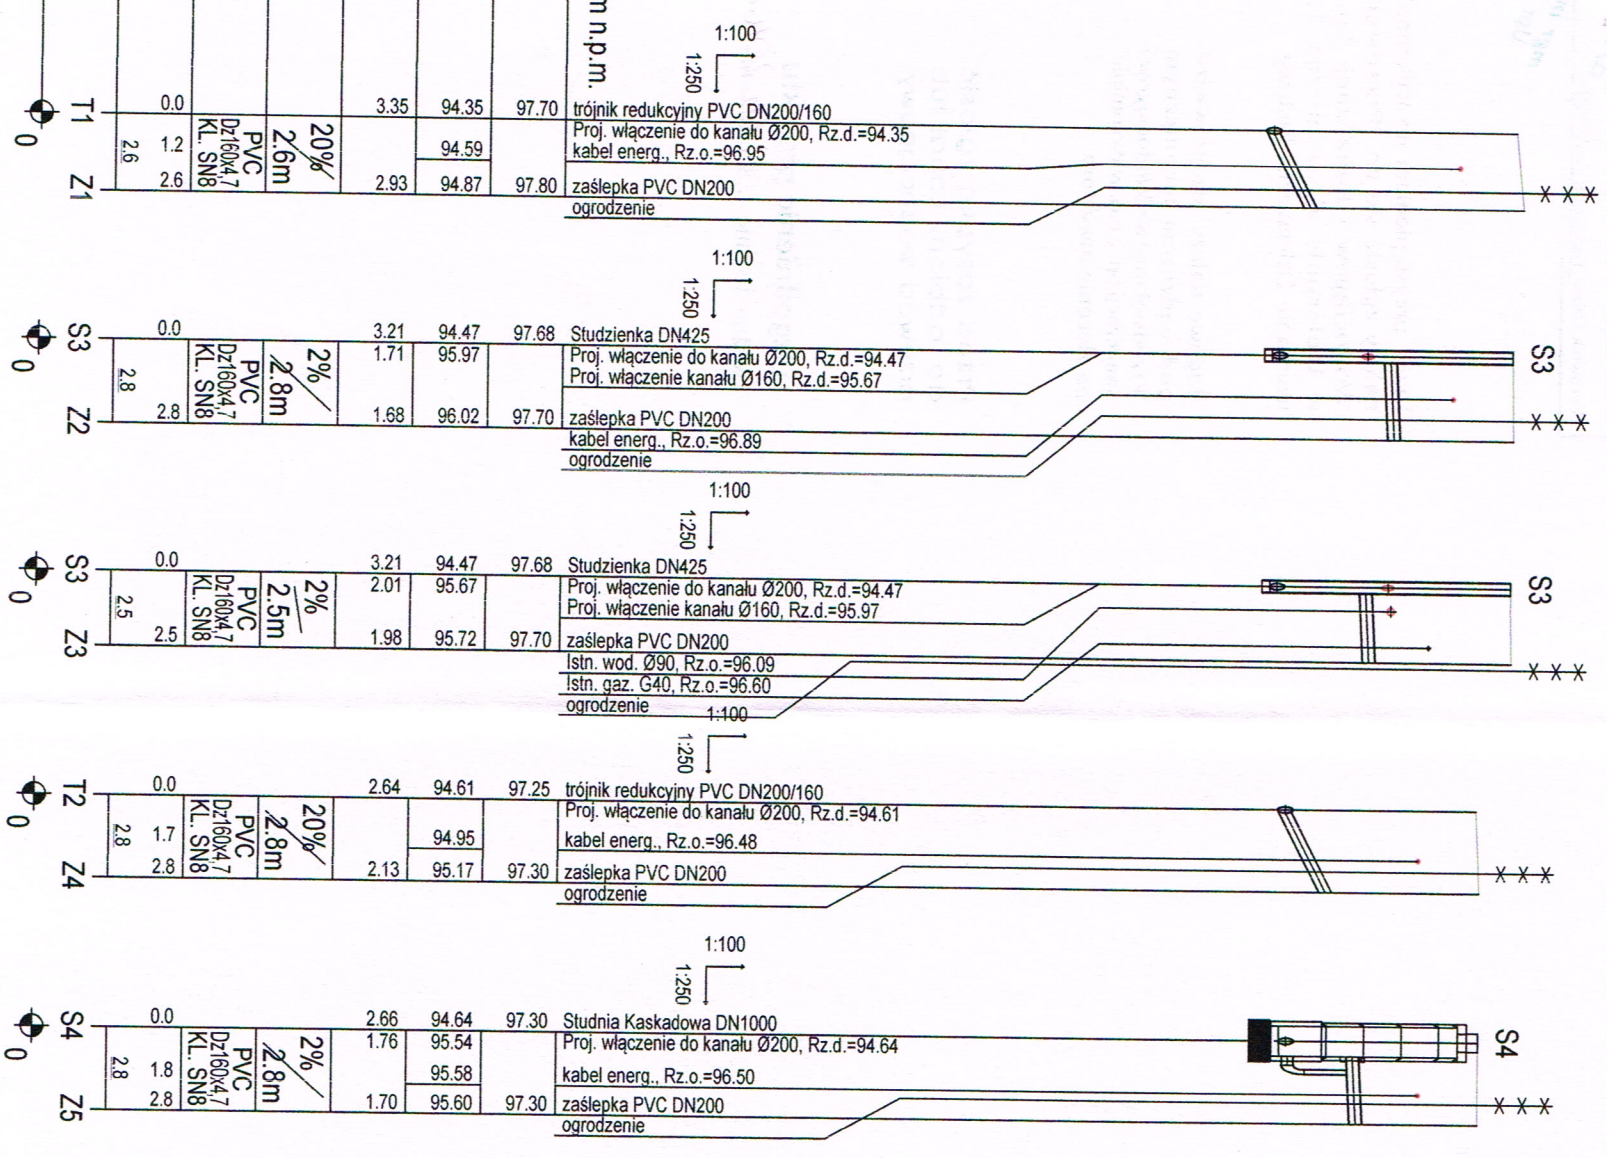 m n.p.m.
1:100
1:250
T1
0.0
3.35 94.35 97.70 trójnik redukcyjny PVC DN200/160
Proj. włączenie do kanału Ø200, Rz.d.=94.35
1.2 94.59 kabel energ., Rz.o.=96.95
2.6
Dz160x4,7
KL. SN8
PVC
2.6m
20%
Z1
2.6 2.93 94.87 97.80 zaślepka PVC DN200
ogrodzenie
0
1:100
1:250
S3
0.0 3.21 94.47 97.68 Studzienka DN425
1.71 95.97 Proj. włączenie do kanału Ø200, Rz.d.=94.47
Proj. włączenie kanału Ø160, Rz.d.=95.67
2.8
Dz160x4,7
KL. SN8
PVC
2.8m
2%
Z2
2.8 1.68 96.02 97.70 zaślepka PVC DN200
kabel energ., Rz.o.=96.89
ogrodzenie
S3
0
1:100
1:250
S3
0.0 3.21 94.47 97.68 Studzienka DN425
2.01 95.67 Proj. włączenie do kanału Ø200, Rz.d.=94.47
Proj. włączenie kanału Ø160, Rz.d.=95.97
2.5
Dz160x4,7
KL. SN8
PVC
2.5m
2%
Z3
2.5 1.98 95.72 97.70 zaślepka PVC DN200
Istn. wod. Ø90, Rz.o.=96.09
Istn. gaz. G40, Rz.o.=96.60
ogrodzenie
S3
0
1:100
1:250
T2
0.0 2.64 94.61 97.25 trójnik redukcyjny PVC DN200/160
Proj. włączenie do kanału Ø200, Rz.d.=94.61
1.7 94.95 kabel energ., Rz.o.=96.48
2.8
Dz160x4,7
KL. SN8
PVC
2.8m
20%
Z4
2.8 2.13 95.17 97.30 zaślepka PVC DN200
ogrodzenie
0
1:100
1:250
S4
0.0 2.66 94.64 97.30 Studnia Kaskadowa DN1000
1.76 95.54 Proj. włączenie do kanału Ø200, Rz.d.=94.64
1.8 95.58 kabel energ., Rz.o.=96.50
2.8
Dz160x4,7
KL. SN8
PVC
2.8m
2%
Z5
2.8 1.70 95.60 97.30 zaślepka PVC DN200
ogrodzenie
S4
0